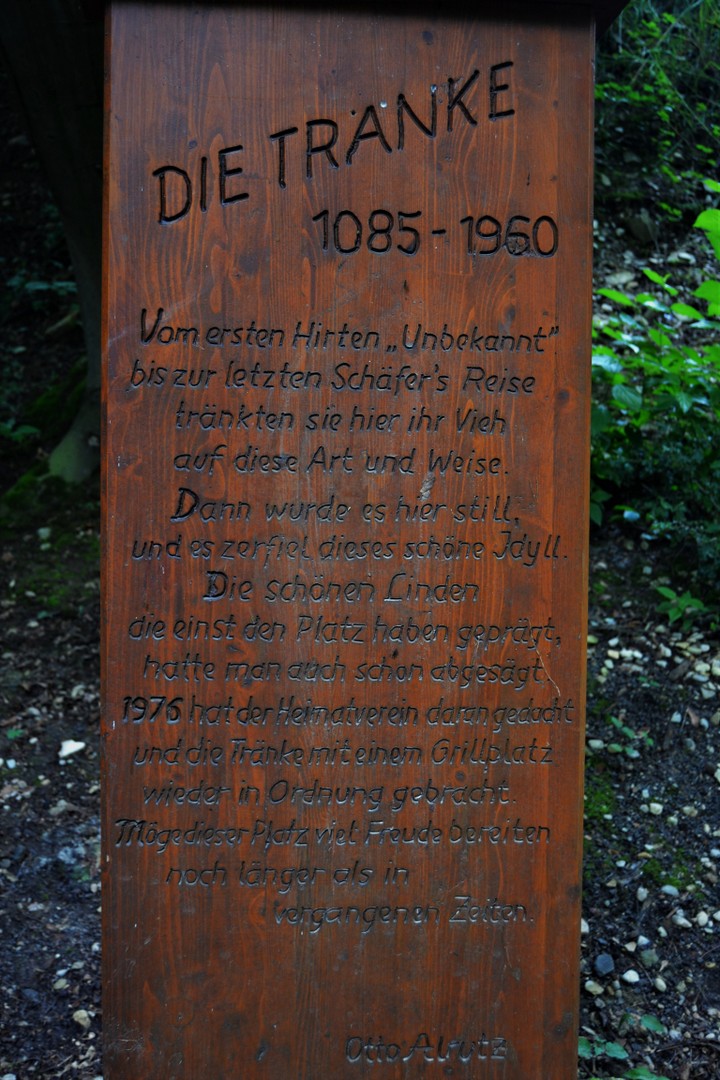 DIE TRÄNKE
1085-1960
Vom ersten Hirten „Unbekannt"
bis zur letzten Schäfer's Reise
tränkten sie hier ihr Vieh
auf diese Art und Weise.
Dann wurde es hier still,
und es zerfiel dieses schöne Idyll.
Die schönen Linden
die einst den Platz haben geprägt,
hatte man auch schon abgesägt.
1976 hat der Heimatverein daran gedacht
und die Tränke mit einem Grillplatz
wieder in Ordnung gebracht.
Möge dieser Platz viel Freude bereiten
noch länger als in
vergangenen Zeiten.
Otto Alrutz